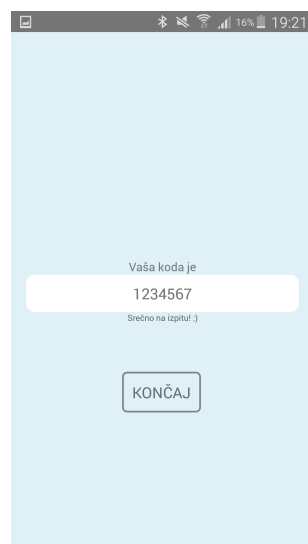 16% 19:21
Vaša koda je
1234567
Srečno na izpitu! :)
KONČAJ